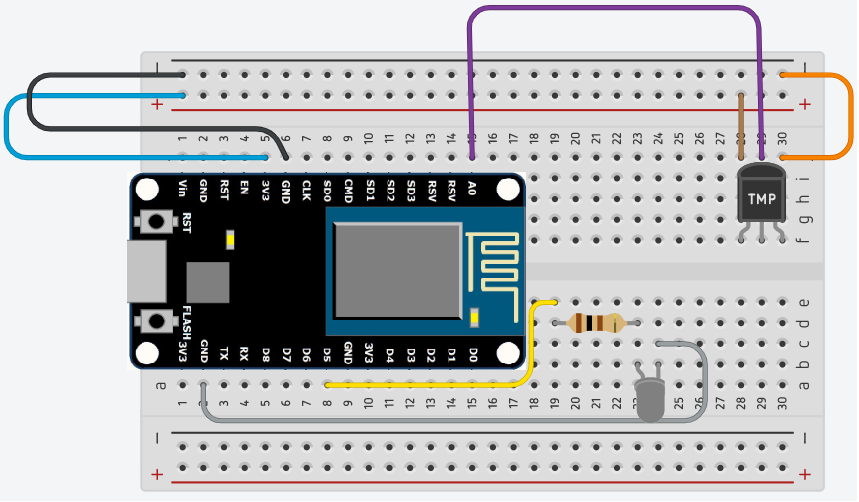 − −
+ +
1 2 3 4 5 6 7 8 9 10 11 12 13 14 15 16 17 18 19 20 21 22 23 24 25 26 27 28 29 30
Vin GND RST EN 3V3 GND CLK SD0 CMD SD1 SD2 SD3 RSV RSV A0
i
h
g
f
TMP
RST
FLASH
e
d
c
b
a a
3V3 GND TX RX D8 D7 D6 D5 GND 3V3 D4 D3 D2 D1 D0
1 2 3 4 5 6 7 8 9 10 11 12 13 14 15 16 17 18 19 20 21 22 23 25 26 27 28 29 30
− −
+ +